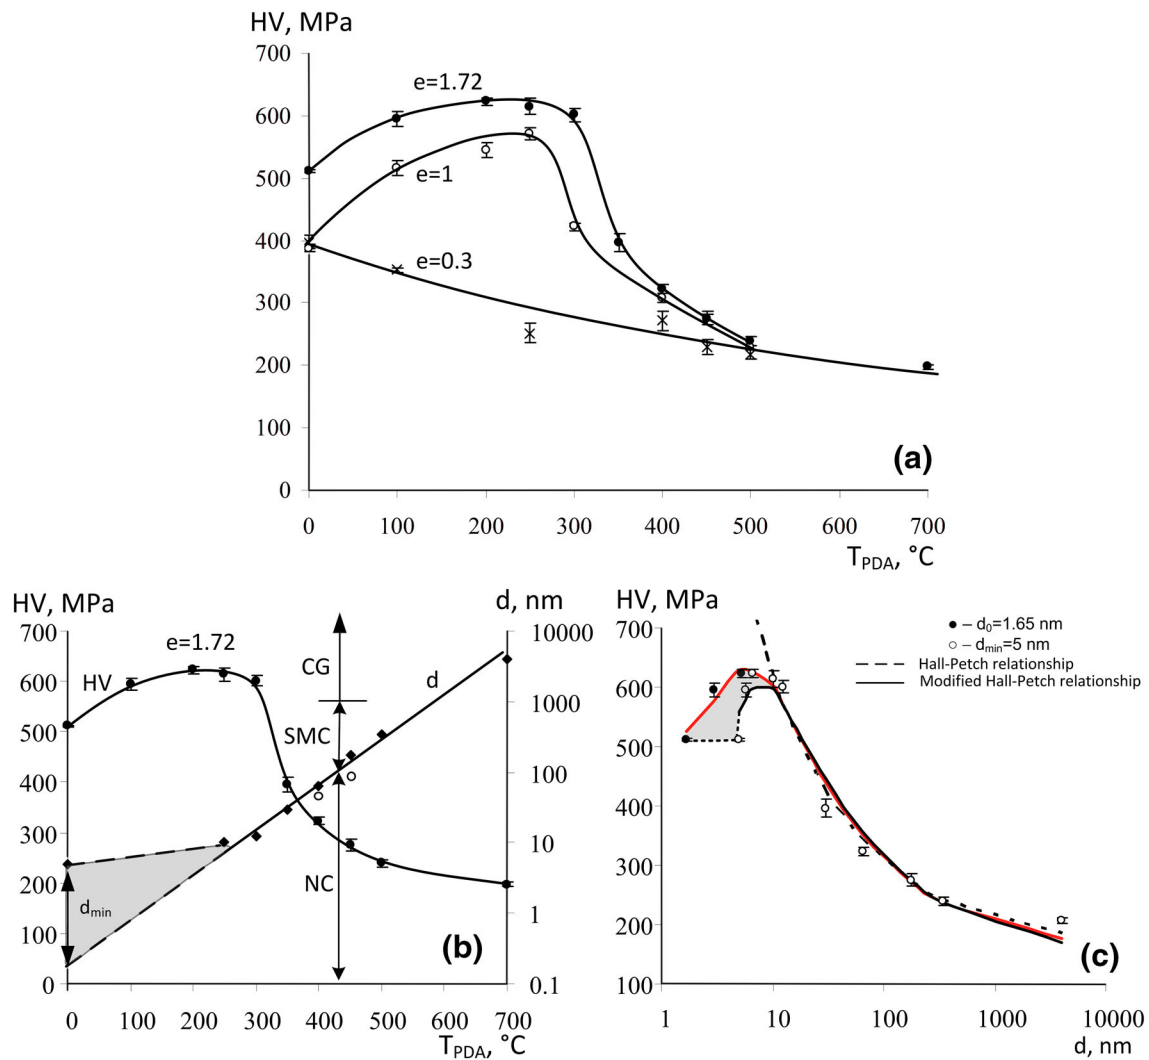 HV, MPa
700
600
500
400
300
200
100
0
e=1.72
e=1
e=0.3
(a)
0 100 200 300 400 500 600 700
T_PDA, °C
HV, MPa
700
600
500
400
300
200
100
0
e=1.72
HV
d_min
CG
SMC
NC
d
d, nm
10000
1000
100
10
1
0.1
(b)
0 100 200 300 400 500 600 700
T_PDA, °C
HV, MPa
700
600
500
400
300
200
100
– d₀=1.65 nm
– d_min=5 nm
Hall-Petch relationship
Modified Hall-Petch relationship
(c)
1 10 100 1000 10000
d, nm